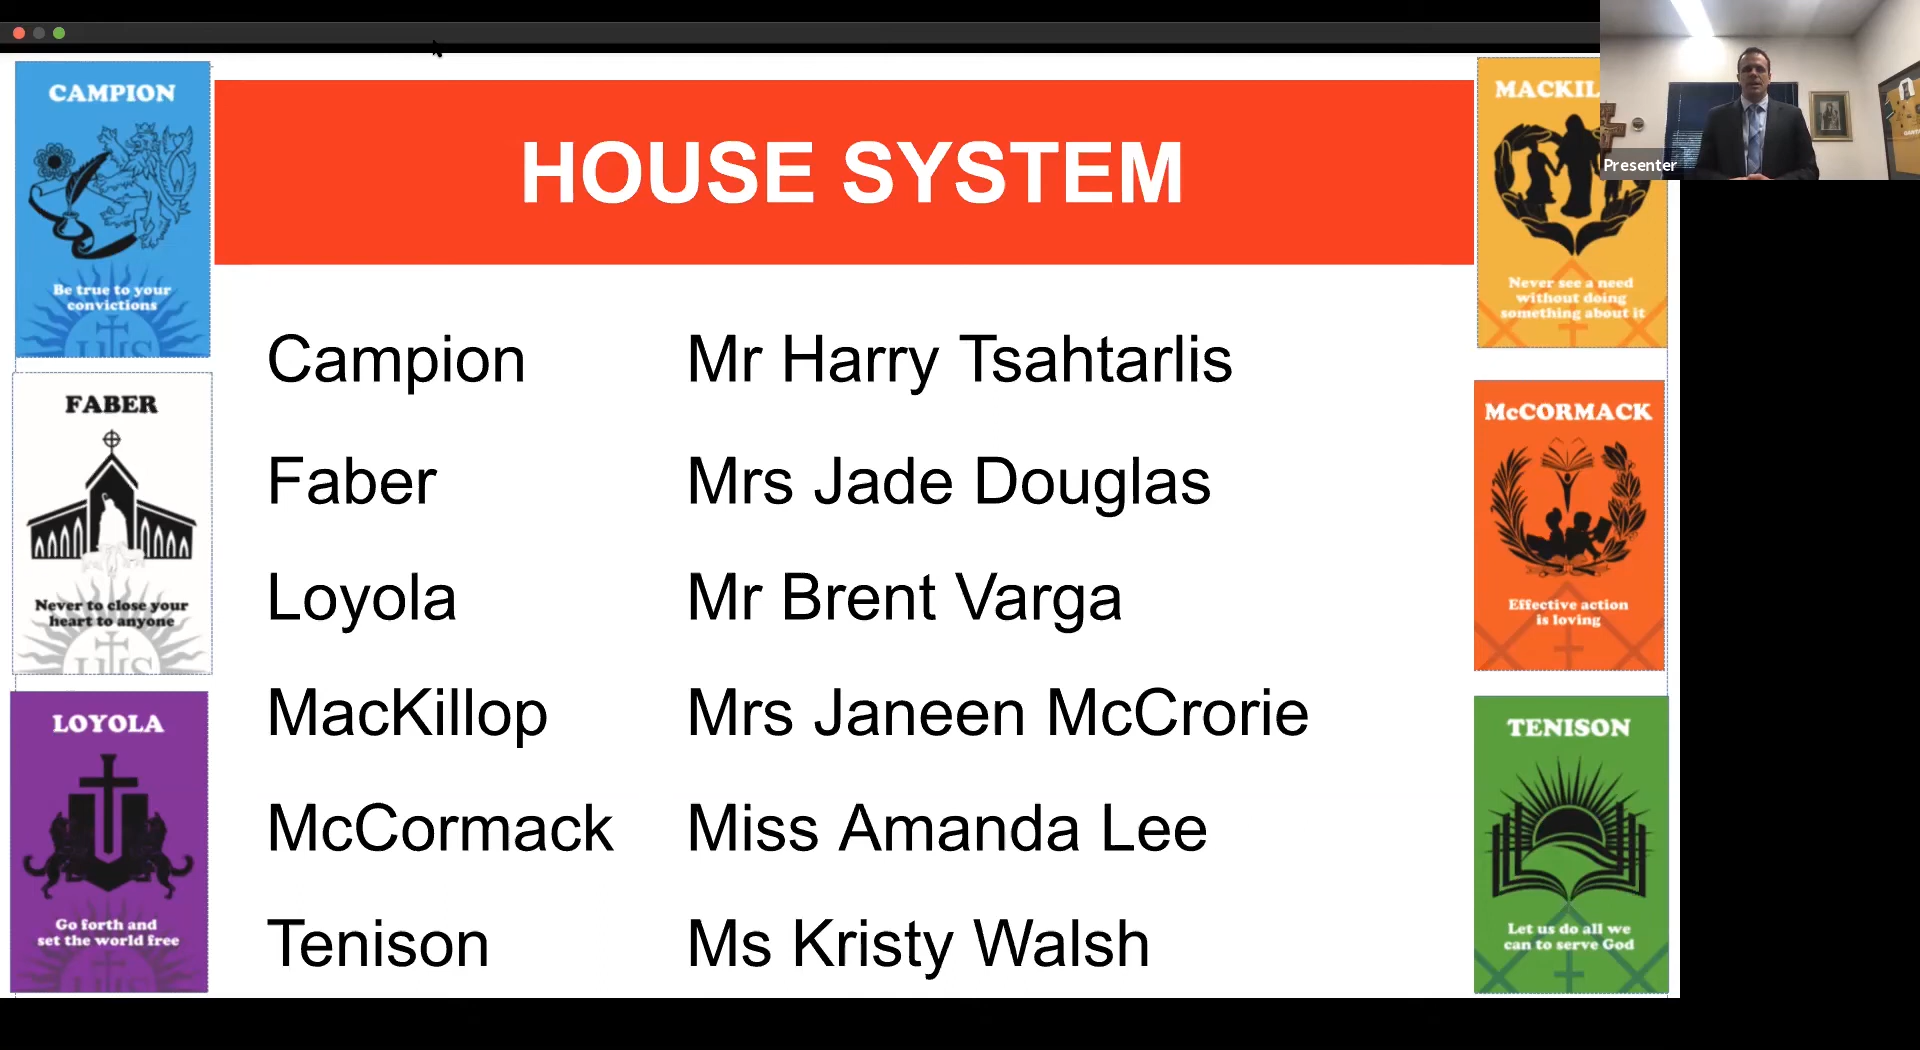 CAMPION
Be true to your
convictions
FABER
Never to close your
heart to anyone
IHS
LOYOLA
Go forth and
set the world free
HOUSE SYSTEM
Campion Mr Harry Tsahtarlis
Faber Mrs Jade Douglas
Loyola Mr Brent Varga
MacKillop Mrs Janeen McCrorie
McCormack Miss Amanda Lee
Tenison Ms Kristy Walsh
MACKIL
Never see a need
without doing
something about it
McCORMACK
Effective action
is loving
TENISON
Let us do all we
can to serve God
Presenter